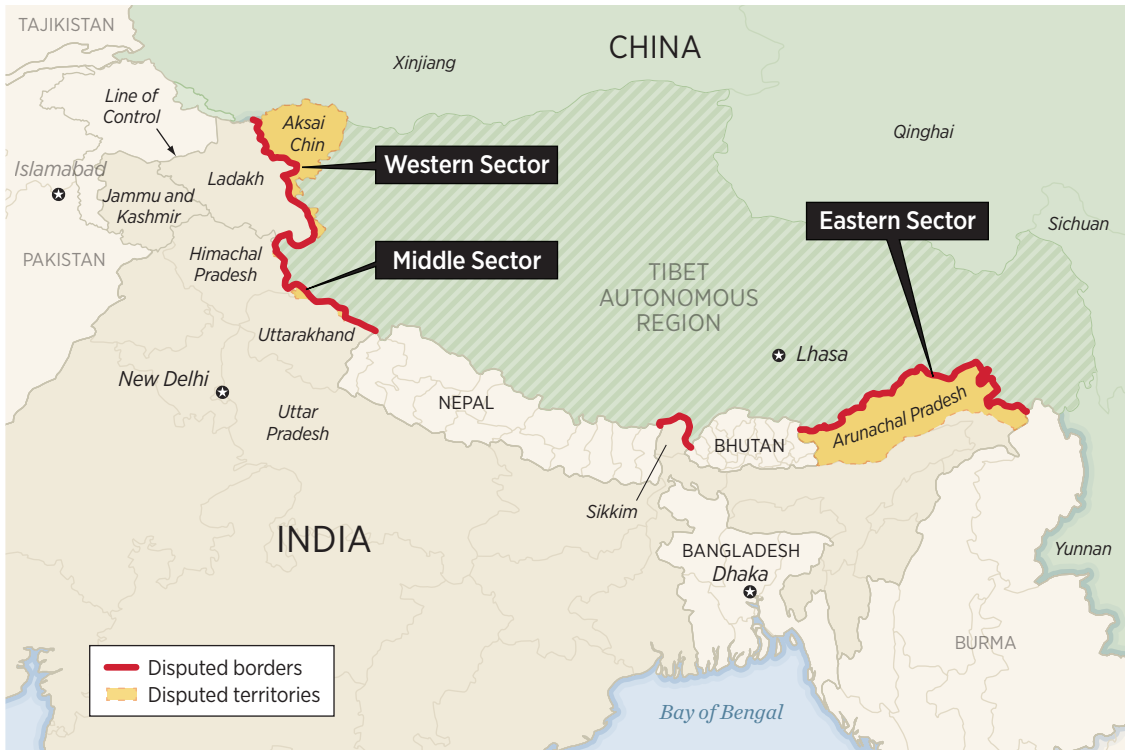 TAJIKISTAN
CHINA
Xinjiang
Line of
Control
Aksai
Chin
Qinghai
Western Sector
Islamabad
Ladakh
Jammu and
Kashmir
Eastern Sector
Sichuan
PAKISTAN
Himachal
Pradesh
Middle Sector
TIBET
AUTONOMOUS
REGION
Uttarakhand
Lhasa
New Delhi
NEPAL
Uttar
Pradesh
Arunachal Pradesh
BHUTAN
Sikkim
INDIA
BANGLADESH
Dhaka
Yunnan
BURMA
Disputed borders
Disputed territories
Bay of Bengal